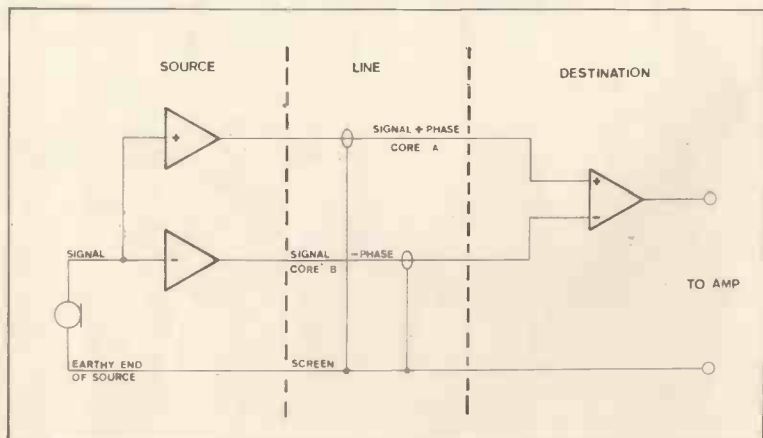 SOURCE
LINE
DESTINATION
+
SIGNAL + PHASE
CORE A
+
-
SIGNAL
-
SIGNAL - PHASE
CORE B
TO AMP
EARTHY END
OF SOURCE
SCREEN